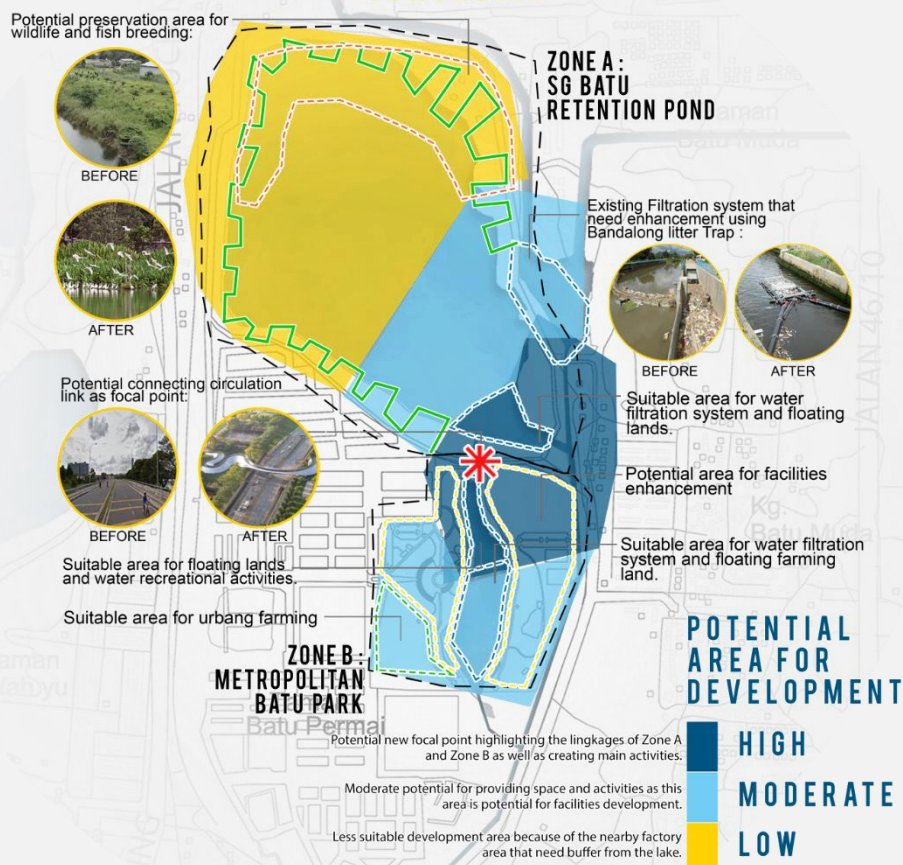 Potential preservation area for
wildlife and fish breeding:
BEFORE
AFTER
ZONE A :
SG BATU
RETENTION POND
JALAN
Batu Muda
Existing Filtration system that
need enhancement using
Bandalong litter Trap :
BEFORE
AFTER
JALAN 46/10
Potential connecting circulation
link as focal point:
BEFORE
AFTER
Suitable area for water
filtration system and floating
lands.
Potential area for facilities
enhancement
Kg.
Batu Muda
Suitable area for water filtration
system and floating farming
land.
Suitable area for floating lands
and water recreational activities.
Suitable area for urbang farming
ZONE B :
METROPOLITAN
BATU PARK
Batu Permai
POTENTIAL
AREA FOR
DEVELOPMENT
Potential new focal point highlighting the lingkages of Zone A
and Zone B as well as creating main activities.
HIGH
Moderate potential for providing space and activities as this
area is potential for facilities development.
MODERATE
Less suitable development area because of the nearby factory
area that need buffer from the lake.
LOW